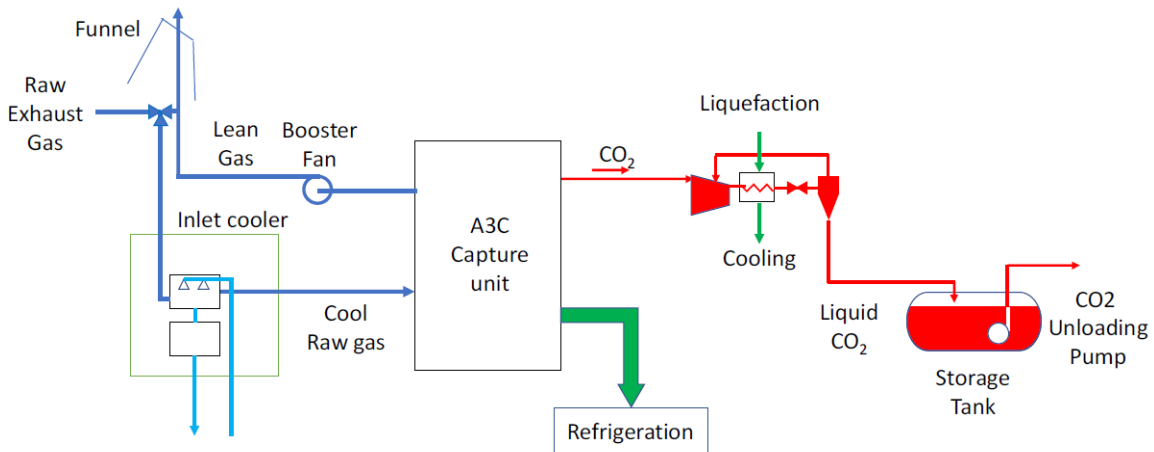 Funnel
Raw
Exhaust
Gas
Lean
Gas
Booster
Fan
Inlet cooler
Cool
Raw gas
A3C
Capture
unit
Refrigeration
CO₂
Liquefaction
Cooling
Liquid
CO₂
Storage
Tank
CO2
Unloading
Pump